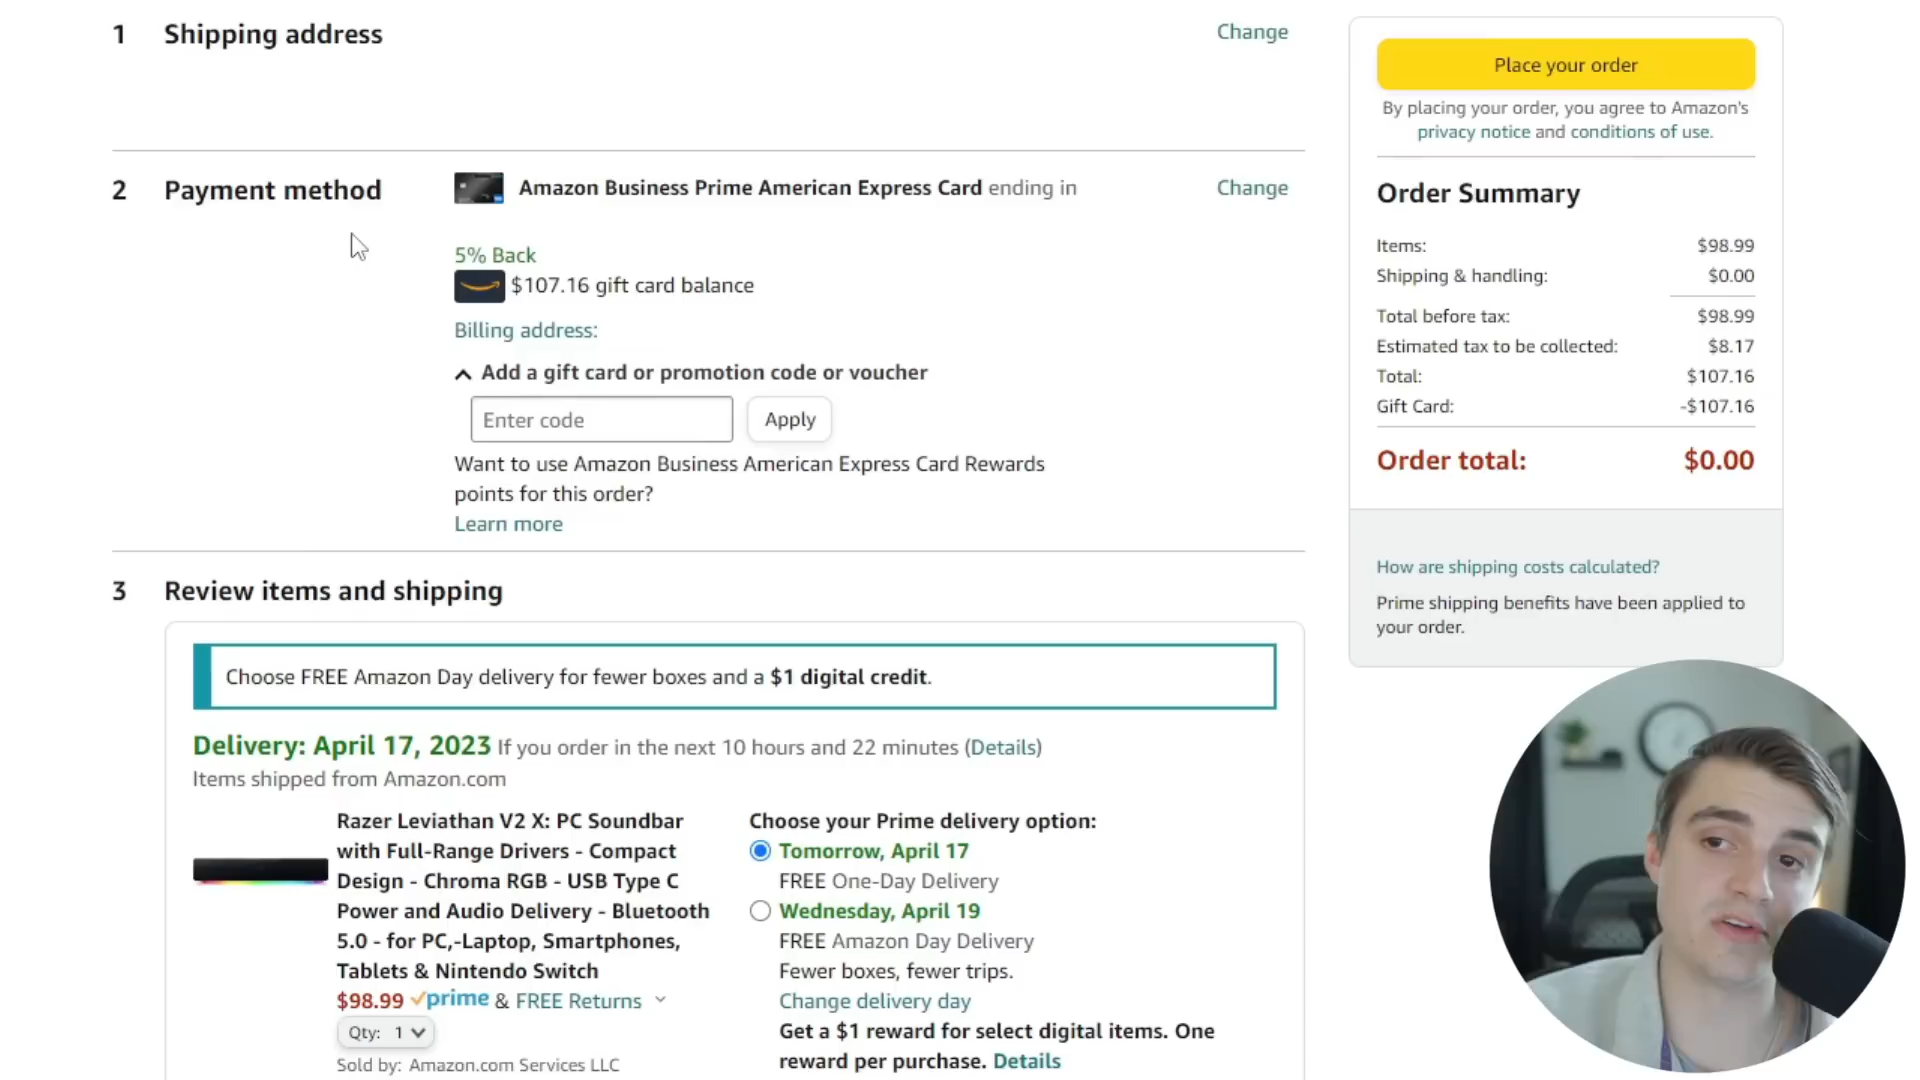 1 Shipping address Change
2 Payment method Amazon Business Prime American Express Card ending in Change
5% Back
$107.16 gift card balance
Billing address:
Add a gift card or promotion code or voucher
Enter code Apply
Want to use Amazon Business American Express Card Rewards
points for this order?
Learn more
3 Review items and shipping
Choose FREE Amazon Day delivery for fewer boxes and a $1 digital credit.
Delivery: April 17, 2023 If you order in the next 10 hours and 22 minutes (Details)
Items shipped from Amazon.com
Razer Leviathan V2 X: PC Soundbar
with Full-Range Drivers - Compact
Design - Chroma RGB - USB Type C
Power and Audio Delivery - Bluetooth
5.0 - for PC,-Laptop, Smartphones,
Tablets & Nintendo Switch
$98.99 prime & FREE Returns
Qty: 1
Sold by: Amazon.com Services LLC
Choose your Prime delivery option:
Tomorrow, April 17
FREE One-Day Delivery
Wednesday, April 19
FREE Amazon Day Delivery
Fewer boxes, fewer trips.
Change delivery day
Get a $1 reward for select digital items. One
reward per purchase. Details
Place your order
By placing your order, you agree to Amazon's
privacy notice and conditions of use.
Order Summary
Items: $98.99
Shipping & handling: $0.00
Total before tax: $98.99
Estimated tax to be collected: $8.17
Total: $107.16
Gift Card: -$107.16
Order total: $0.00
How are shipping costs calculated?
Prime shipping benefits have been applied to
your order.